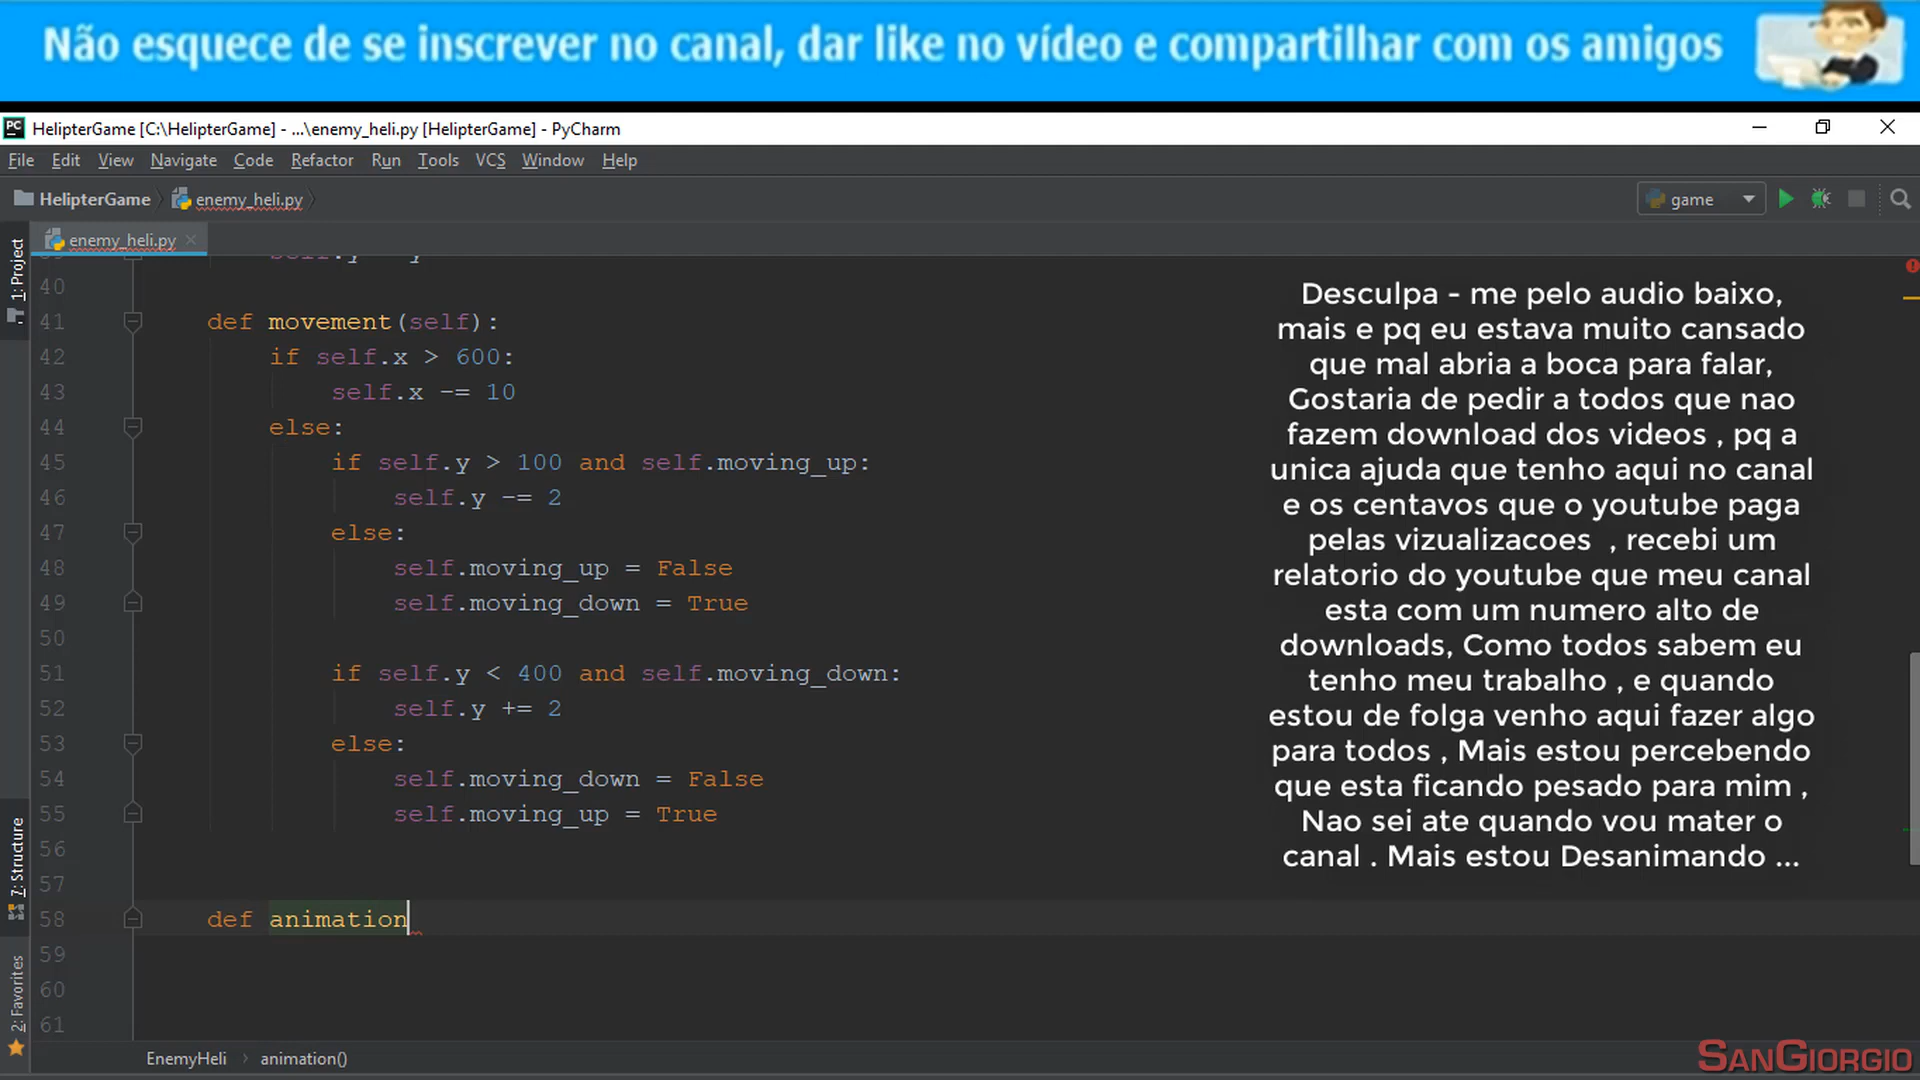 Não esquece de se inscrever no canal, dar like no vídeo e compartilhar com os amigos
PC HelipterGame [C:\HelipterGame] - ...\enemy_heli.py [HelipterGame] - PyCharm
File Edit View Navigate Code Refactor Run Tools VCS Window Help
HelipterGame enemy_heli.py game
enemy_heli.py
1: Project
7: Structure
2: Favorites
40
41 def movement(self):
42 if self.x > 600:
43 self.x -= 10
44 else:
45 if self.y > 100 and self.moving_up:
46 self.y -= 2
47 else:
48 self.moving_up = False
49 self.moving_down = True
50
51 if self.y < 400 and self.moving_down:
52 self.y += 2
53 else:
54 self.moving_down = False
55 self.moving_up = True
56
57
58 def animation
59
60
61
Desculpa - me pelo audio baixo,
mais e pq eu estava muito cansado
que mal abria a boca para falar,
Gostaria de pedir a todos que nao
fazem download dos videos , pq a
unica ajuda que tenho aqui no canal
e os centavos que o youtube paga
pelas vizualizacoes , recebi um
relatorio do youtube que meu canal
esta com um numero alto de
downloads, Como todos sabem eu
tenho meu trabalho , e quando
estou de folga venho aqui fazer algo
para todos , Mais estou percebendo
que esta ficando pesado para mim ,
Nao sei ate quando vou mater o
canal . Mais estou Desanimando ...
EnemyHeli animation()
SANGIORGIO